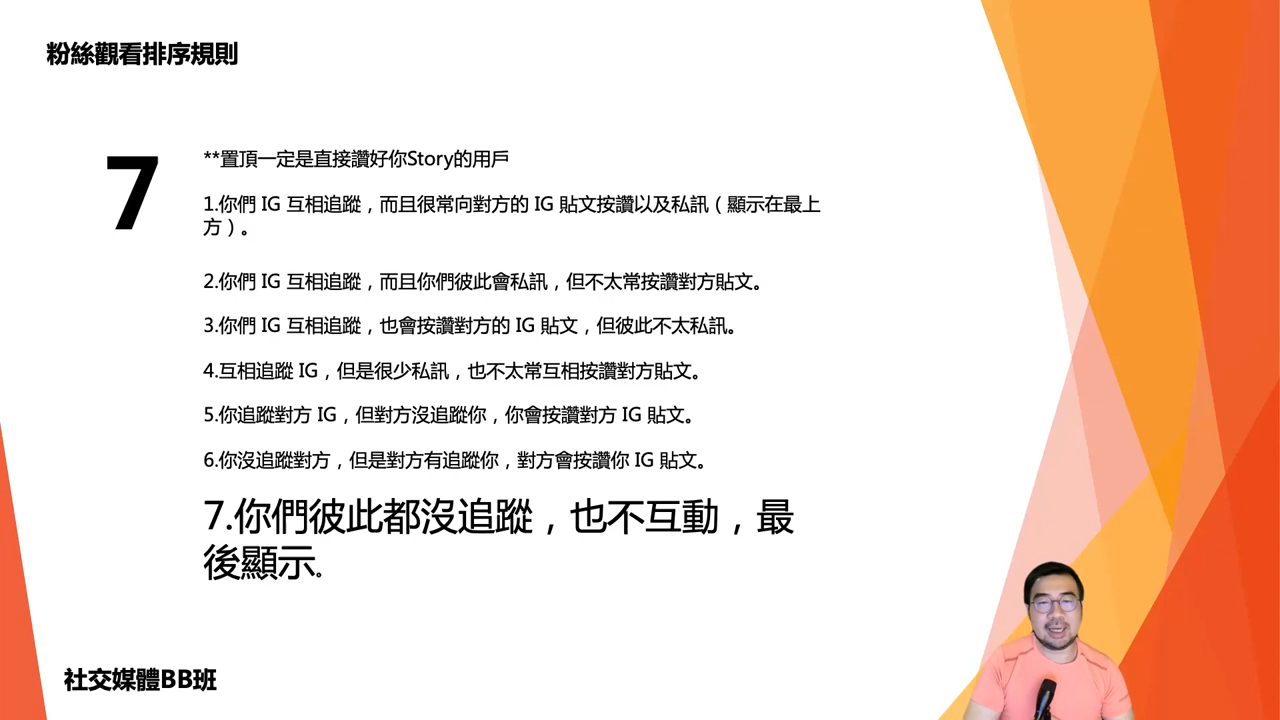 粉絲觀看排序規則
7
**置頂一定是直接讚好你Story的用戶
1.你們 IG 互相追蹤，而且很常向對方的 IG 貼文按讚以及私訊（顯示在最上
方）。
2.你們 IG 互相追蹤，而且你們彼此會私訊，但不太常按讚對方貼文。
3.你們 IG 互相追蹤，也會按讚對方的 IG 貼文，但彼此不太私訊。
4.互相追蹤 IG，但是很少私訊，也不太常互相按讚對方貼文。
5.你追蹤對方 IG，但對方沒追蹤你，你會按讚對方 IG 貼文。
6.你沒追蹤對方，但是對方有追蹤你，對方會按讚你 IG 貼文。
7.你們彼此都沒追蹤，也不互動，最
後顯示。
社交媒體BB班